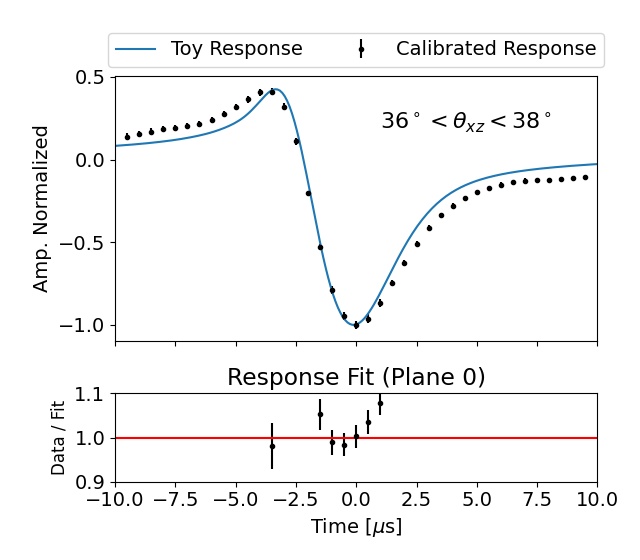 Toy Response Calibrated Response
0.5
36° < θxz < 38°
0.0
Amp. Normalized
−0.5
−1.0
Response Fit (Plane 0)
1.1
Data / Fit
1.0
0.9
−10.0 −7.5 −5.0 −2.5 0.0 2.5 5.0 7.5 10.0
Time [μs]